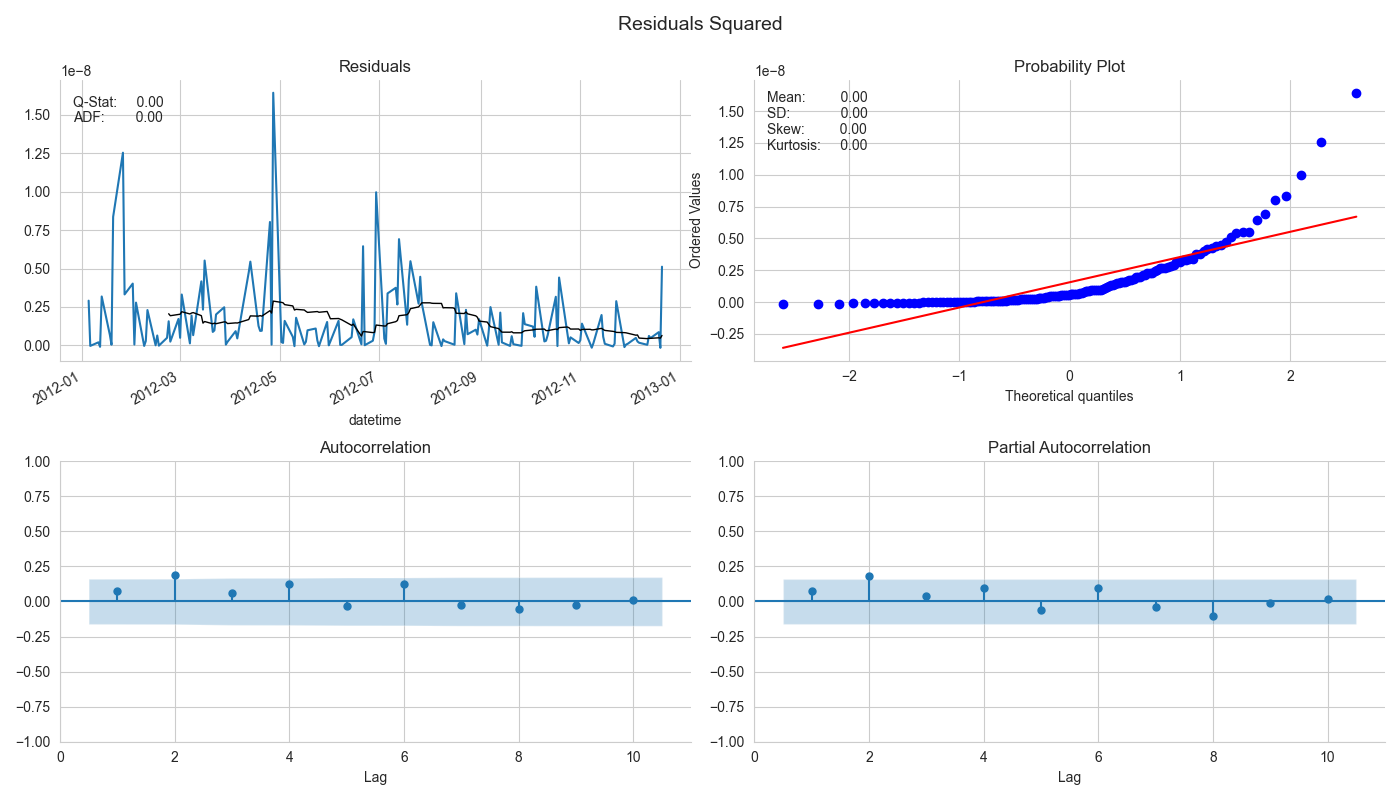 Residuals Squared
Residuals
1e−8
Q-Stat: 0.00
ADF: 0.00
1.50
1.25
1.00
0.75
0.50
0.25
0.00
2012-01
2012-03
2012-05
2012-07
2012-09
2012-11
2013-01
datetime
Probability Plot
1e−8
Mean: 0.00
SD: 0.00
Skew: 0.00
Kurtosis: 0.00
Ordered Values
1.50
1.25
1.00
0.75
0.50
0.25
0.00
−0.25
−2 −1 0 1 2
Theoretical quantiles
Autocorrelation
1.00
0.75
0.50
0.25
0.00
−0.25
−0.50
−0.75
−1.00
0 2 4 6 8 10
Lag
Partial Autocorrelation
1.00
0.75
0.50
0.25
0.00
−0.25
−0.50
−0.75
−1.00
0 2 4 6 8 10
Lag